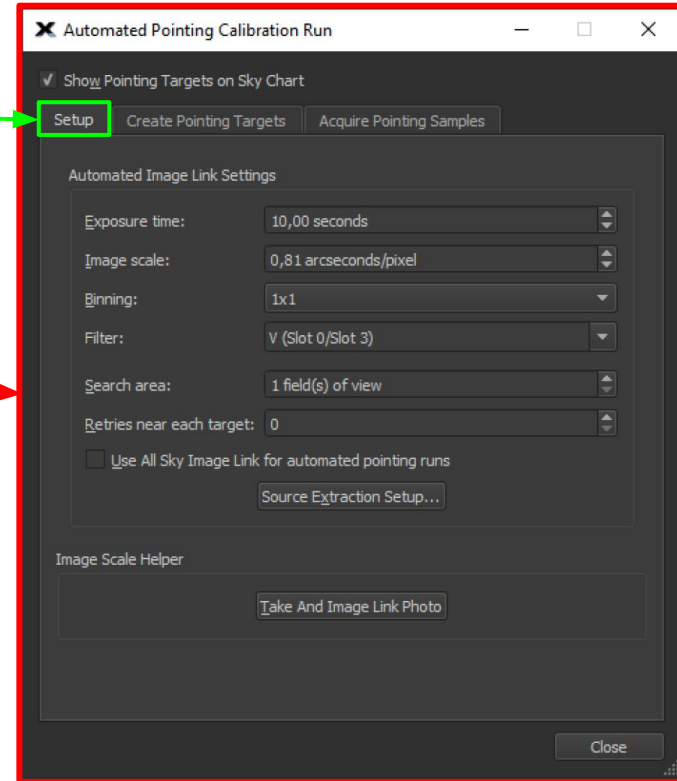 Automated Pointing Calibration Run
Show Pointing Targets on Sky Chart
Setup Create Pointing Targets Acquire Pointing Samples
Automated Image Link Settings
Exposure time: 10,00 seconds
Image scale: 0,81 arcseconds/pixel
Binning: 1x1
Filter: V (Slot 0/Slot 3)
Search area: 1 field(s) of view
Retries near each target: 0
Use All Sky Image Link for automated pointing runs
Source Extraction Setup...
Image Scale Helper
Take And Image Link Photo
Close